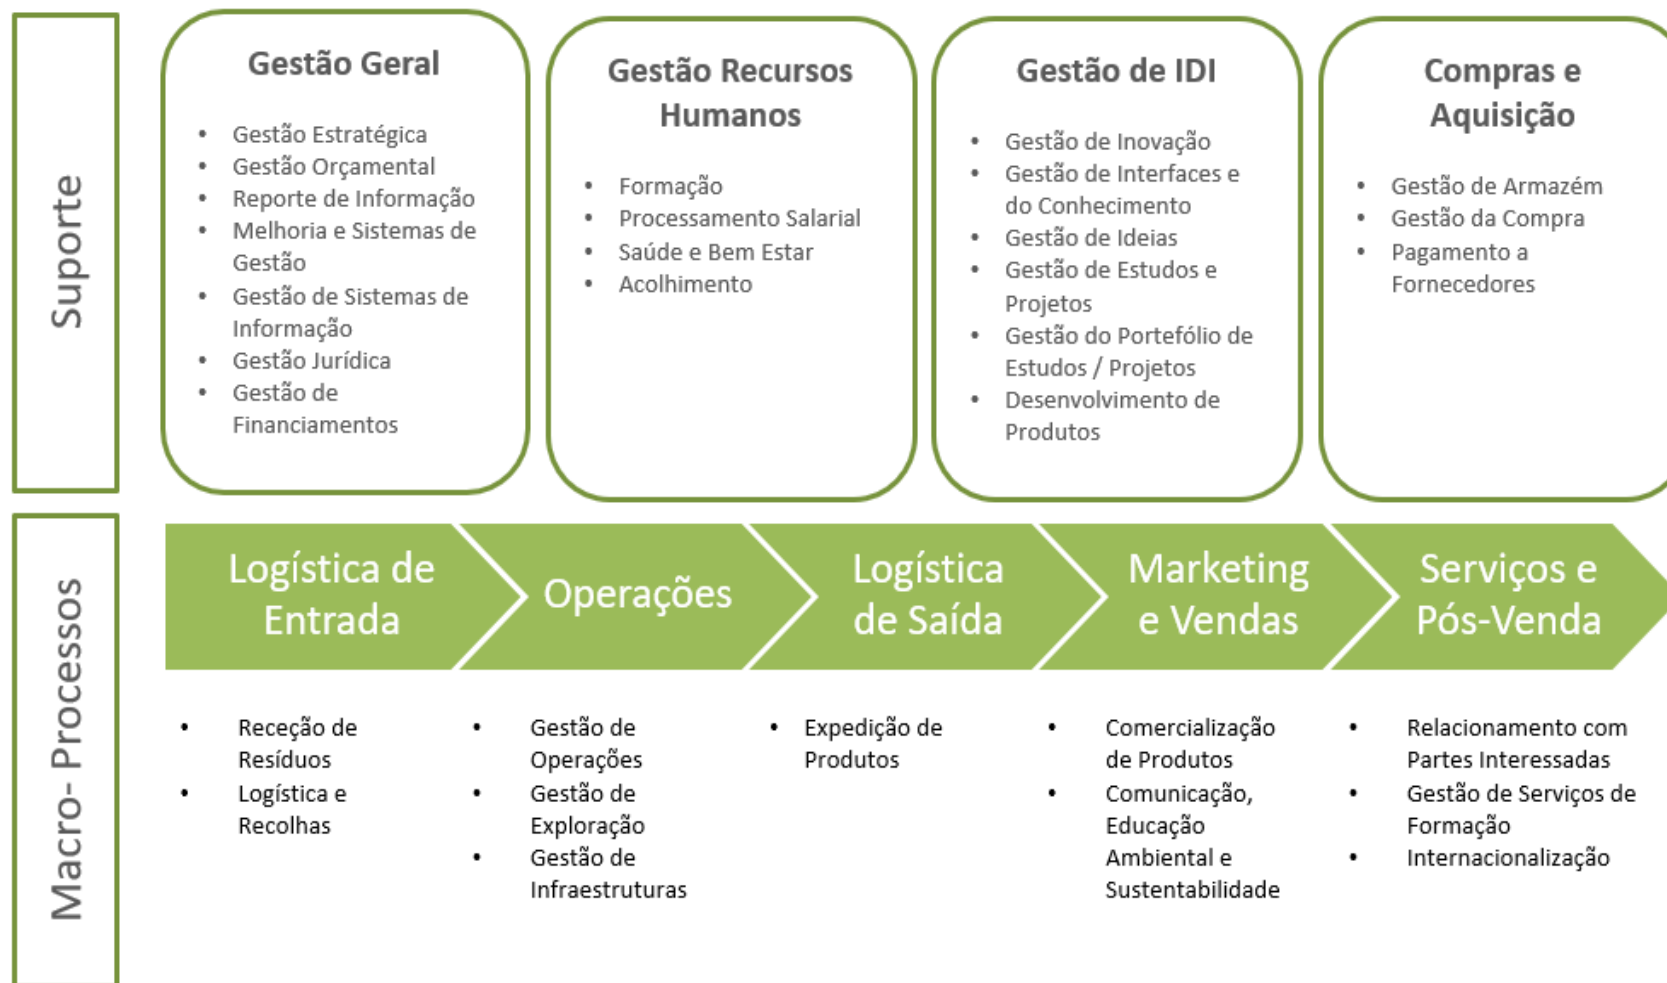 Suporte
Gestão Geral
• Gestão Estratégica
• Gestão Orçamental
• Reporte de Informação
• Melhoria e Sistemas de
Gestão
• Gestão de Sistemas de
Informação
• Gestão Jurídica
• Gestão de
Financiamentos
Gestão Recursos
Humanos
• Formação
• Processamento Salarial
• Saúde e Bem Estar
• Acolhimento
Gestão de IDI
• Gestão de Inovação
• Gestão de Interfaces e
do Conhecimento
• Gestão de Ideias
• Gestão de Estudos e
Projetos
• Gestão do Portefólio de
Estudos / Projetos
• Desenvolvimento de
Produtos
Compras e
Aquisição
• Gestão de Armazém
• Gestão da Compra
• Pagamento a
Fornecedores
Macro- Processos
Logística de
Entrada
• Receção de
Resíduos
• Logística e
Recolhas
Operações
• Gestão de
Operações
• Gestão de
Exploração
• Gestão de
Infraestruturas
Logística
de Saída
• Expedição de
Produtos
Marketing
e Vendas
• Comercialização
de Produtos
• Comunicação,
Educação
Ambiental e
Sustentabilidade
Serviços e
Pós-Venda
• Relacionamento com
Partes Interessadas
• Gestão de Serviços de
Formação
• Internacionalização